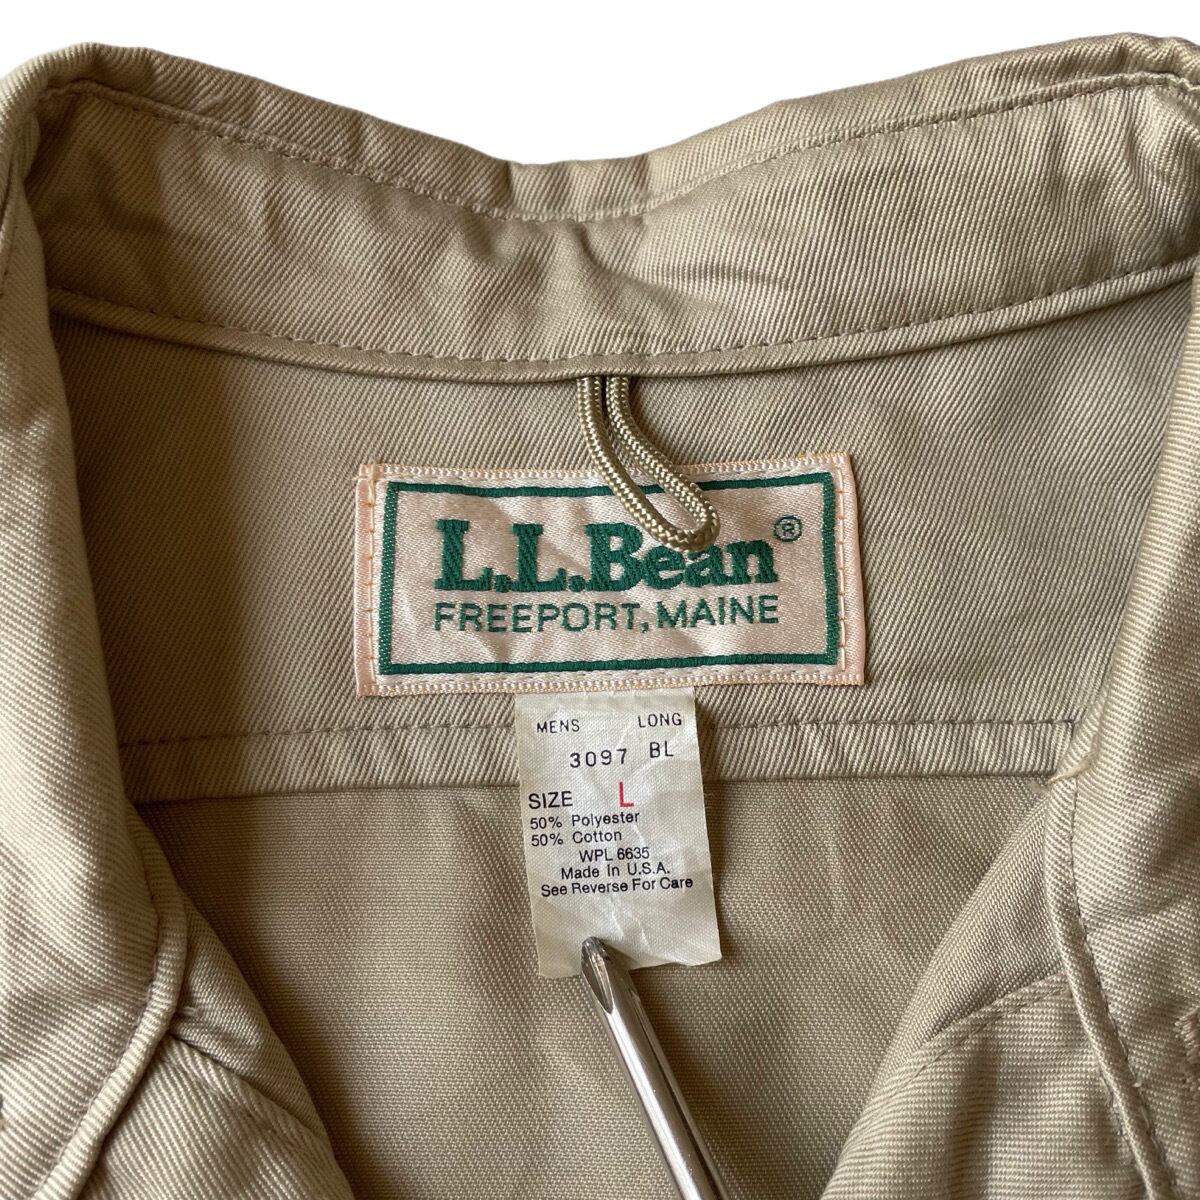 L.L.Bean®
FREEPORT, MAINE
MENS LONG
3097 BL
SIZE L
50% Polyester
50% Cotton
WPL 6635
Made In U.S.A.
See Reverse For Care